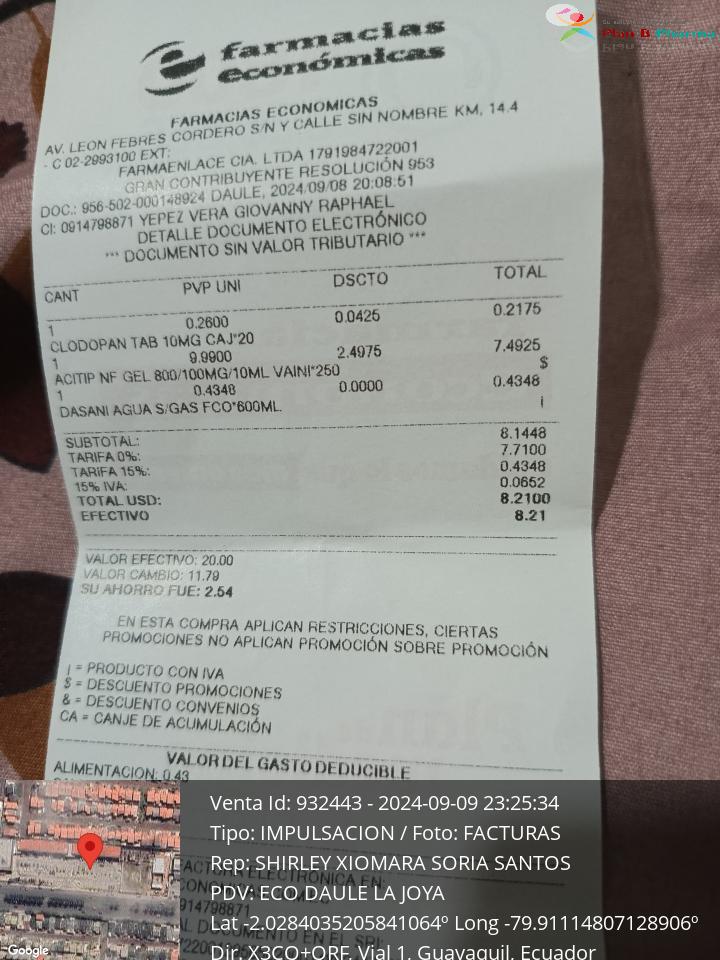 Plan B Pharma
farmacias
económicas
FARMACIAS ECONOMICAS
AV. LEON FEBRES CORDERO S/N Y CALLE SIN NOMBRE KM, 14.4
- C 02-2993100 EXT:
FARMAENLACE CIA. LTDA 1791984722001
GRAN CONTRIBUYENTE RESOLUCIÓN 953
DOC.: 956-502-000148924 DAULE, 2024/09/08 20:08:51
CI: 0914798871 YEPEZ VERA GIOVANNY RAPHAEL
DETALLE DOCUMENTO ELECTRÓNICO
*** DOCUMENTO SIN VALOR TRIBUTARIO ***
CANT PVP UNI DSCTO TOTAL
1 0.2600 0.0425 0.2175
CLODOPAN TAB 10MG CAJ*20
1 9.9900 2.4975 7.4925
ACITIP NF GEL 800/100MG/10ML VAINI*250 $
1 0.4348 0.0000 0.4348
DASANI AGUA S/GAS FCO*600ML. i
SUBTOTAL: 8.1448
TARIFA 0%: 7.7100
TARIFA 15%: 0.4348
15% IVA: 0.0652
TOTAL USD: 8.2100
EFECTIVO 8.21
VALOR EFECTIVO: 20.00
VALOR CAMBIO: 11.79
SU AHORRO FUE: 2.54
EN ESTA COMPRA APLICAN RESTRICCIONES, CIERTAS
PROMOCIONES NO APLICAN PROMOCIÓN SOBRE PROMOCIÓN
i = PRODUCTO CON IVA
$ = DESCUENTO PROMOCIONES
& = DESCUENTO CONVENIOS
CA = CANJE DE ACUMULACIÓN
VALOR DEL GASTO DEDUCIBLE
ALIMENTACION: 0.43
Venta Id: 932443 - 2024-09-09 23:25:34
Tipo: IMPULSACION / Foto: FACTURAS
Rep: SHIRLEY XIOMARA SORIA SANTOS
PDV: ECO DAULE LA JOYA
Lat -2.0284035205841064º Long -79.91114807128906º
Dir. X3CQ+QRF, Vial 1, Guayaquil, Ecuador
Google